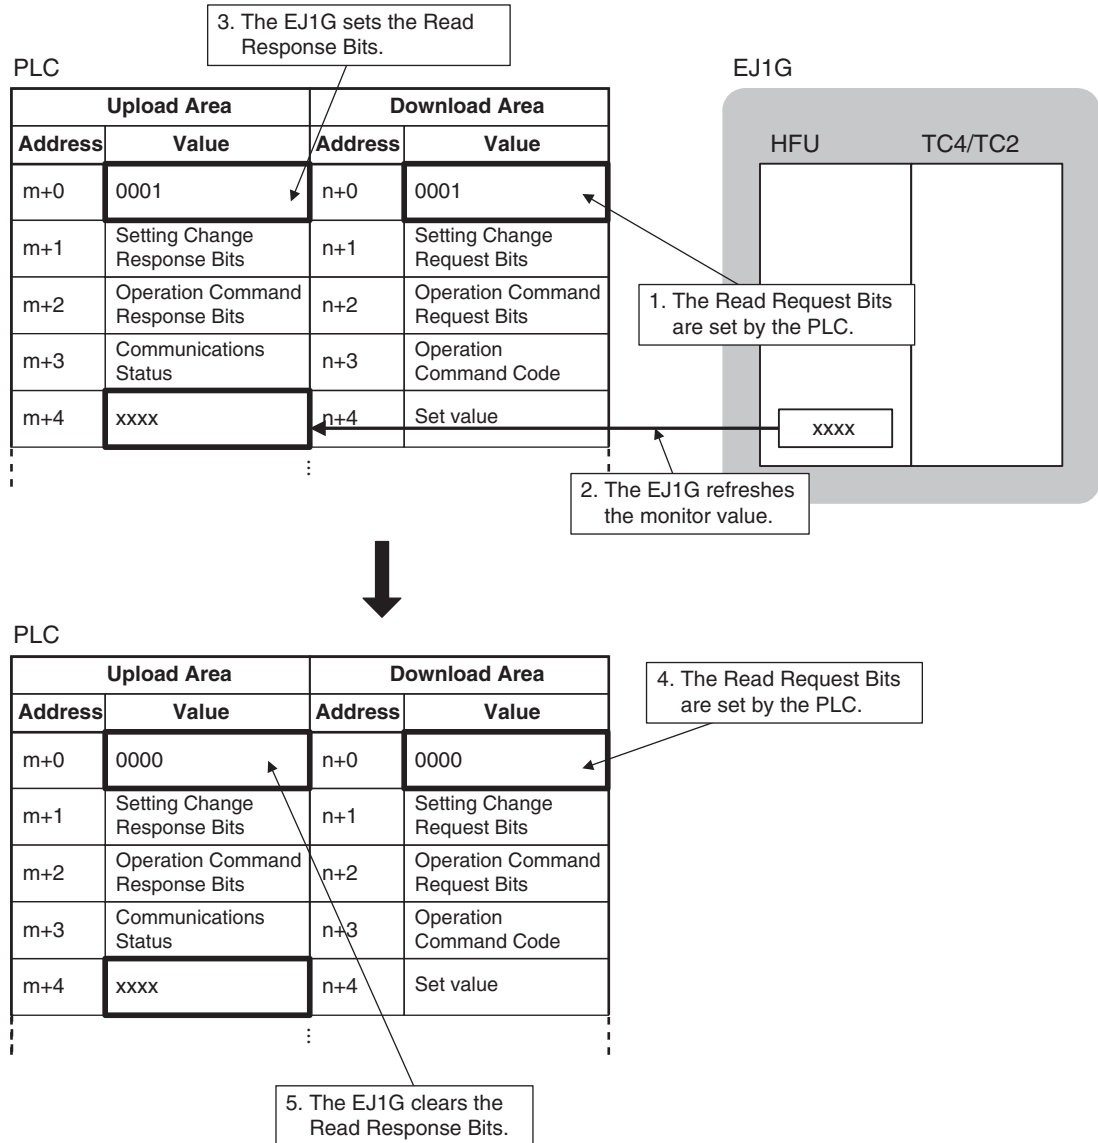 3. The EJ1G sets the Read
Response Bits.
PLC
EJ1G
Upload Area Download Area
Address Value Address Value
HFU TC4/TC2
m+0 0001 n+0 0001
m+1 Setting Change n+1 Setting Change
Response Bits Request Bits
m+2 Operation Command n+2 Operation Command
Response Bits Request Bits
1. The Read Request Bits
are set by the PLC.
m+3 Communications n+3 Operation
Status Command Code
m+4 xxxx n+4 Set value
xxxx
2. The EJ1G refreshes
the monitor value.
PLC
Upload Area Download Area
4. The Read Request Bits
are set by the PLC.
Address Value Address Value
m+0 0000 n+0 0000
m+1 Setting Change n+1 Setting Change
Response Bits Request Bits
m+2 Operation Command n+2 Operation Command
Response Bits Request Bits
m+3 Communications n+3 Operation
Status Command Code
m+4 xxxx n+4 Set value
5. The EJ1G clears the
Read Response Bits.